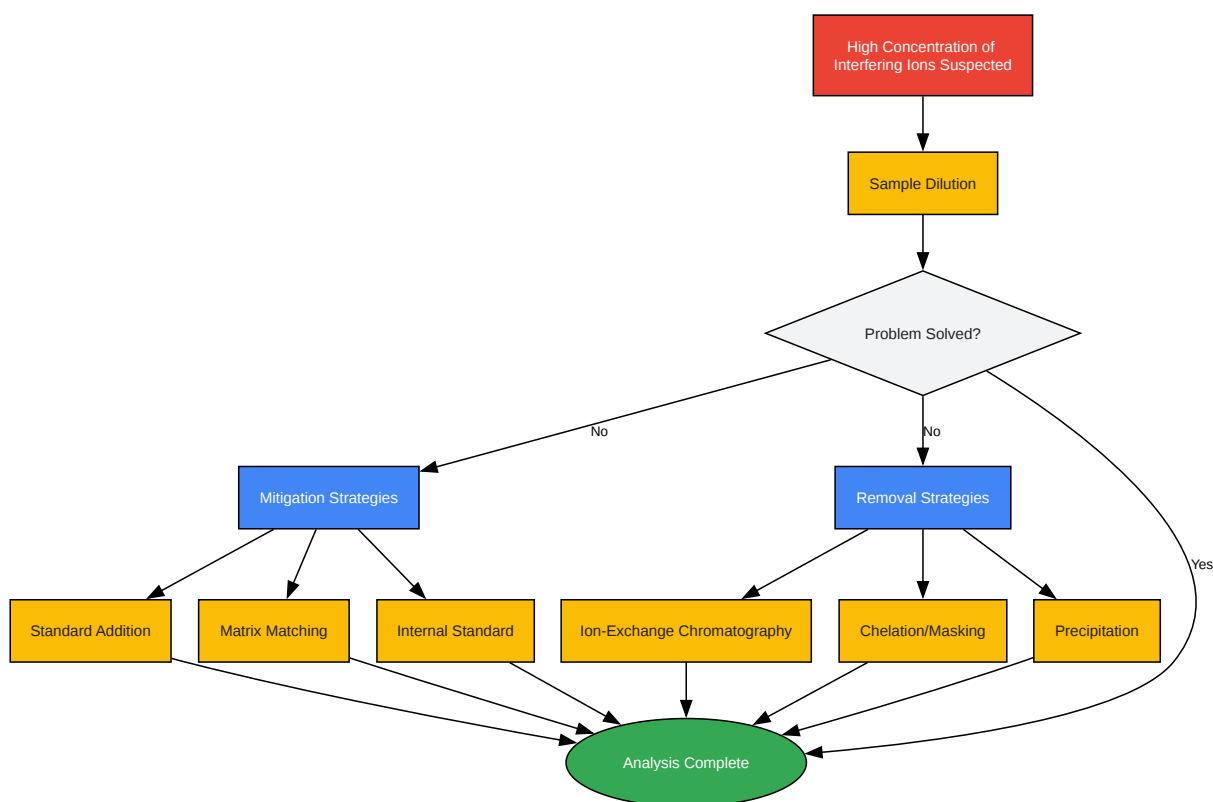 High Concentration of
Interfering Ions Suspected
Sample Dilution
Problem Solved?
No
No
Mitigation Strategies
Removal Strategies
Yes
Standard Addition
Matrix Matching
Internal Standard
Ion-Exchange Chromatography
Chelation/Masking
Precipitation
Analysis Complete